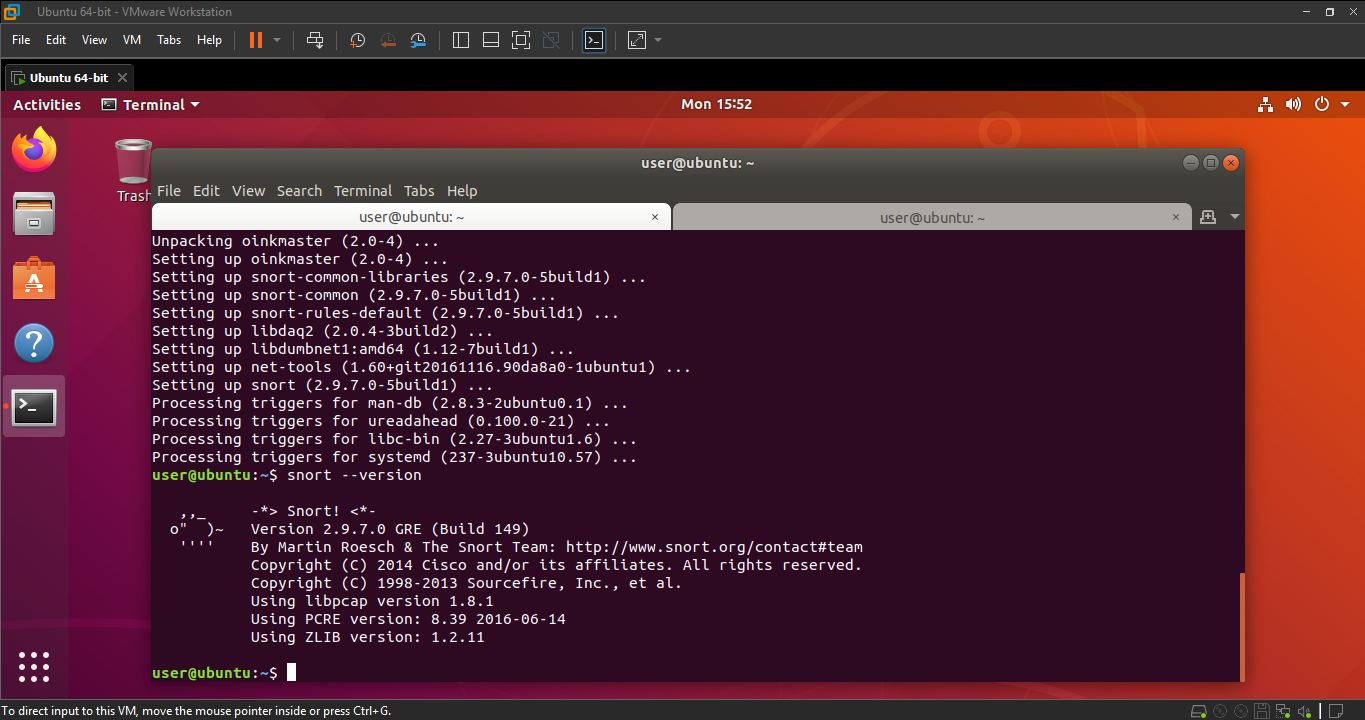 Ubuntu 64-bit - VMware Workstation
File Edit View VM Tabs Help
Ubuntu 64-bit
Activities Terminal Mon 15:52
Trash
user@ubuntu: ~
File Edit View Search Terminal Tabs Help
user@ubuntu: ~ × user@ubuntu: ~ ×
Unpacking oinkmaster (2.0-4) ...
Setting up oinkmaster (2.0-4) ...
Setting up snort-common-libraries (2.9.7.0-5build1) ...
Setting up snort-common (2.9.7.0-5build1) ...
Setting up snort-rules-default (2.9.7.0-5build1) ...
Setting up libdaq2 (2.0.4-3build2) ...
Setting up libdumbnet1:amd64 (1.12-7build1) ...
Setting up net-tools (1.60+git20161116.90da8a0-1ubuntu1) ...
Setting up snort (2.9.7.0-5build1) ...
Processing triggers for man-db (2.8.3-2ubuntu0.1) ...
Processing triggers for ureadahead (0.100.0-21) ...
Processing triggers for libc-bin (2.27-3ubuntu1.6) ...
Processing triggers for systemd (237-3ubuntu10.57) ...
user@ubuntu:~$ snort --version
   ,,_     -*> Snort! <*-
  o"  )~   Version 2.9.7.0 GRE (Build 149)
   ''''    By Martin Roesch & The Snort Team: http://www.snort.org/contact#team
           Copyright (C) 2014 Cisco and/or its affiliates. All rights reserved.
           Copyright (C) 1998-2013 Sourcefire, Inc., et al.
           Using libpcap version 1.8.1
           Using PCRE version: 8.39 2016-06-14
           Using ZLIB version: 1.2.11
user@ubuntu:~$
To direct input to this VM, move the mouse pointer inside or press Ctrl+G.